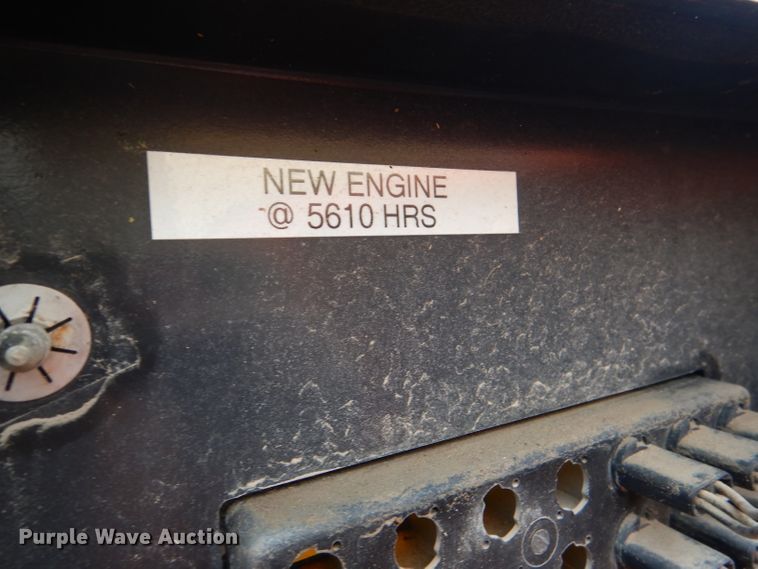 NEW ENGINE
@ 5610 HRS
Purple Wave Auction